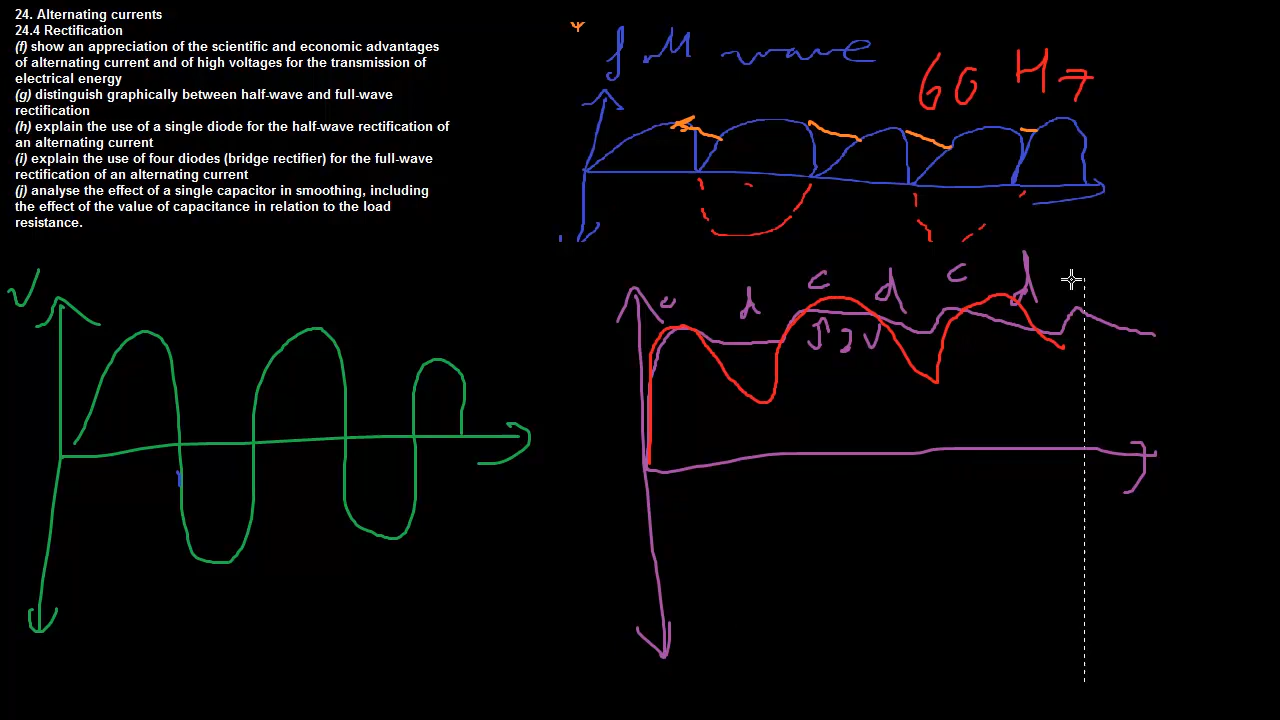 24. Alternating currents
24.4 Rectification
(f) show an appreciation of the scientific and economic advantages
of alternating current and of high voltages for the transmission of
electrical energy
(g) distinguish graphically between half-wave and full-wave
rectification
(h) explain the use of a single diode for the half-wave rectification of
an alternating current
(i) explain the use of four diodes (bridge rectifier) for the full-wave
rectification of an alternating current
(j) analyse the effect of a single capacitor in smoothing, including
the effect of the value of capacitance in relation to the load
resistance.
wave
60 Hz
V
c d c d